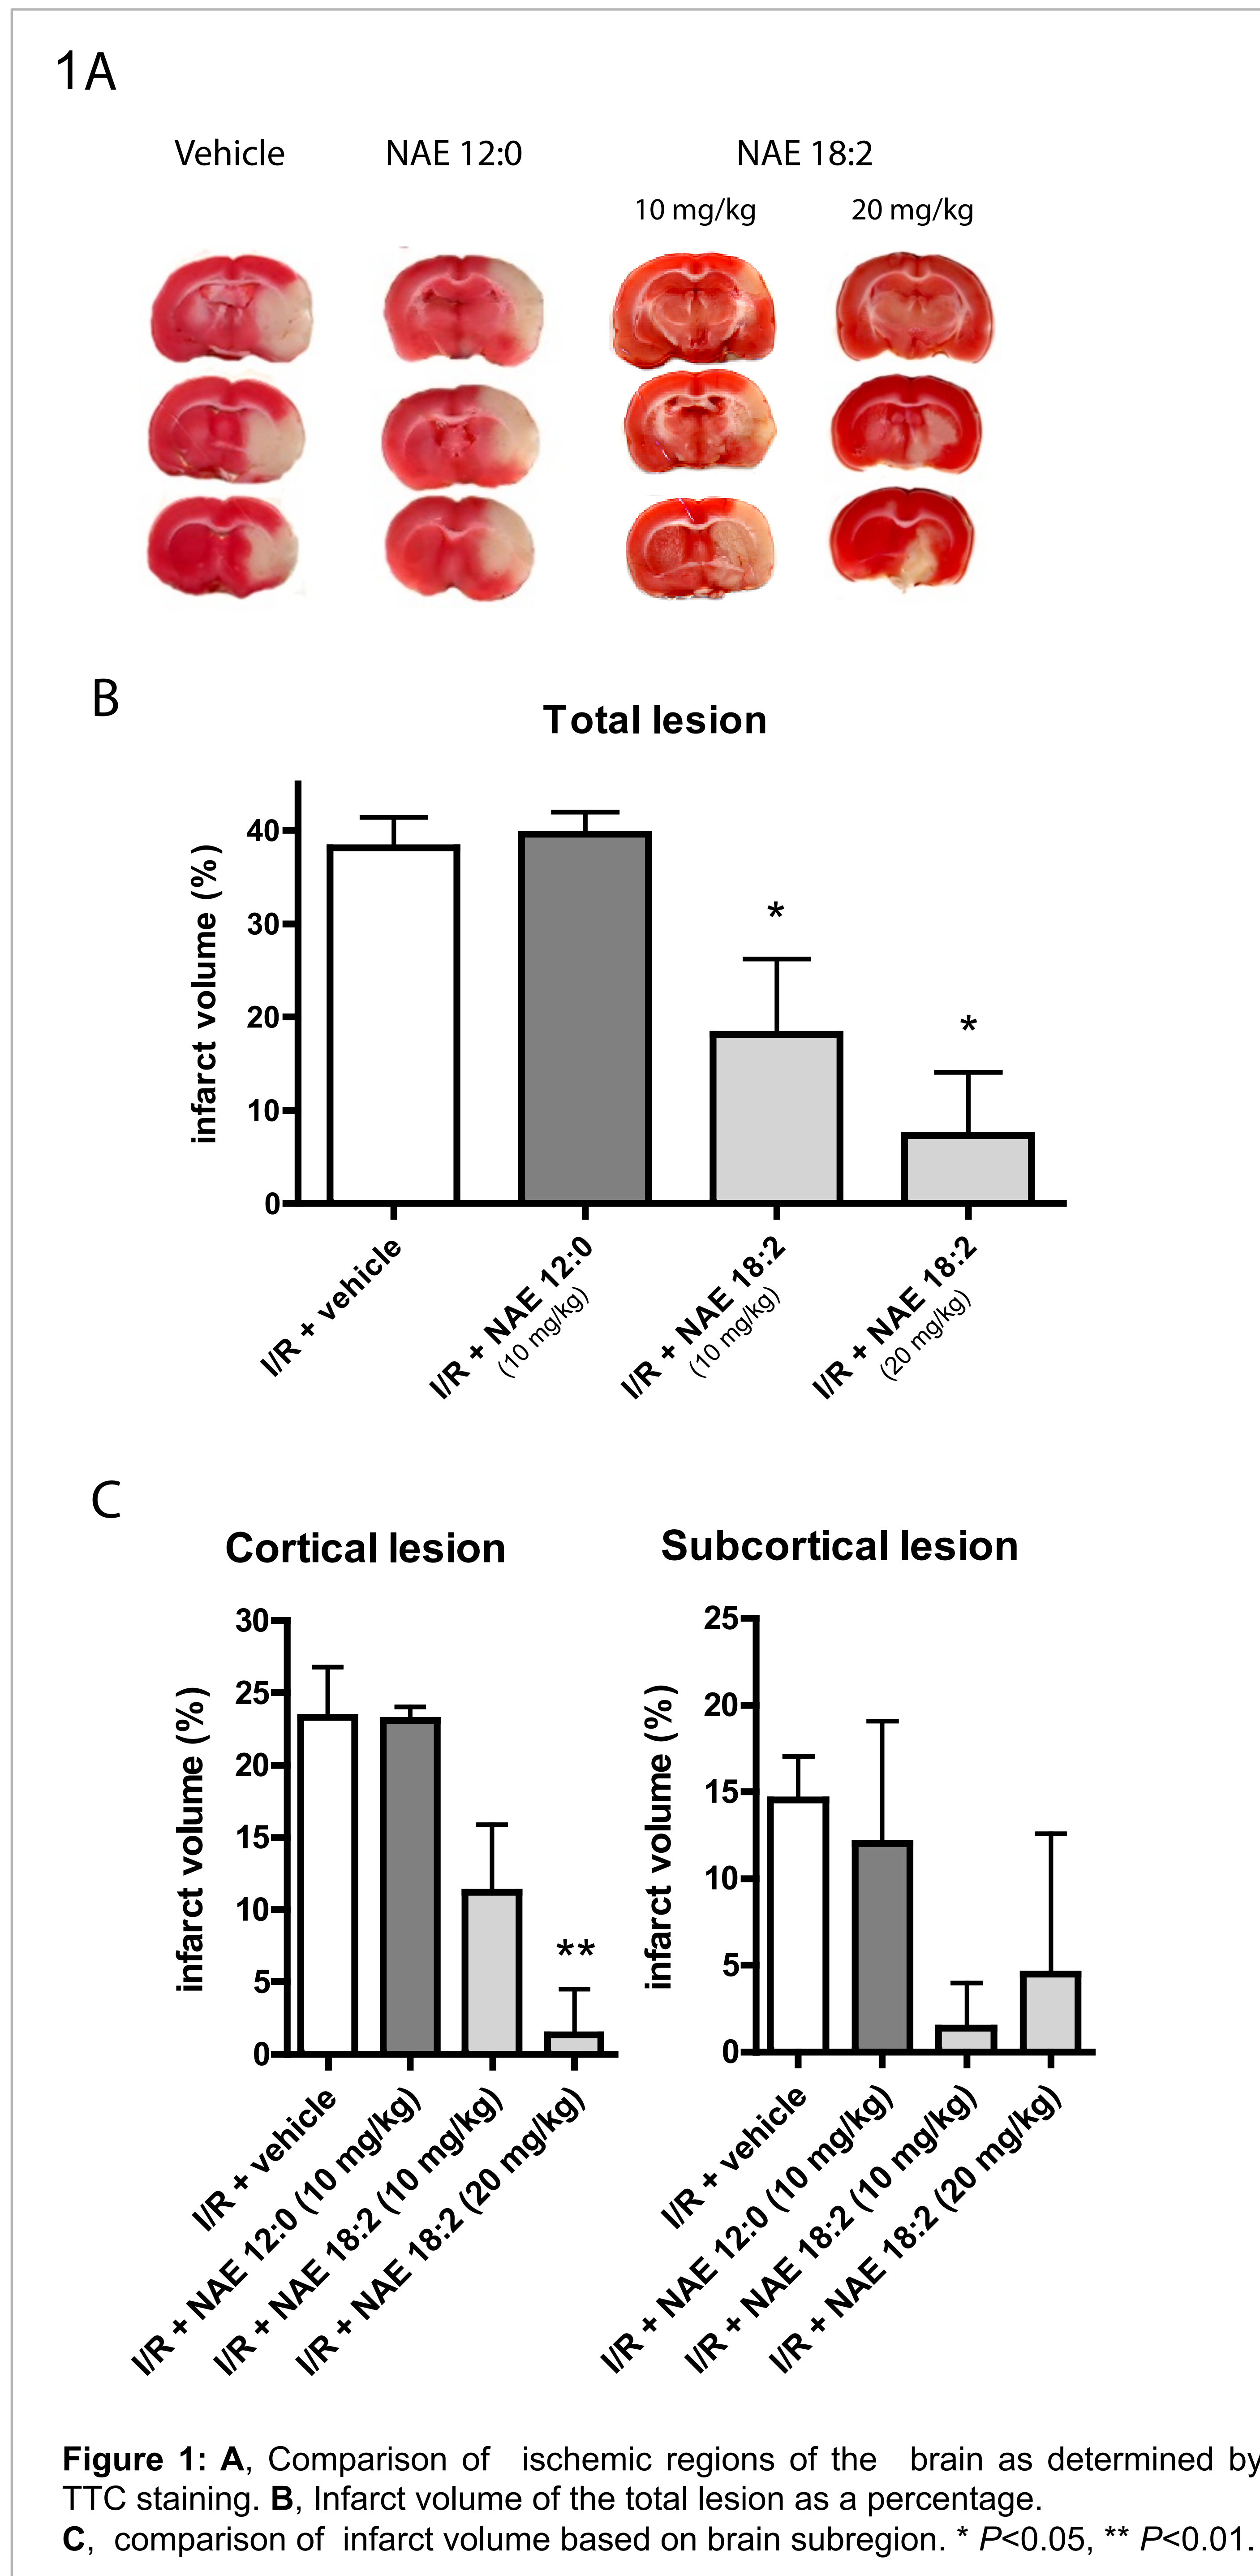 1A
Vehicle NAE 12:0 NAE 18:2
10 mg/kg 20 mg/kg
B
Total lesion
infarct volume (%)
40
30
20
10
0
I/R + vehicle
I/R + NAE 12:0
(10 mg/kg)
I/R + NAE 18:2
(10 mg/kg)
I/R + NAE 18:2
(20 mg/kg)
*
*
C
Cortical lesion
infarct volume (%)
30
25
20
15
10
5
0
**
I/R + vehicle
I/R + NAE 12:0 (10 mg/kg)
I/R + NAE 18:2 (10 mg/kg)
I/R + NAE 18:2 (20 mg/kg)
Subcortical lesion
infarct volume (%)
25
20
15
10
5
0
I/R + vehicle
I/R + NAE 12:0 (10 mg/kg)
I/R + NAE 18:2 (10 mg/kg)
I/R + NAE 18:2 (20 mg/kg)
Figure 1: A, Comparison of ischemic regions of the brain as determined by
TTC staining. B, Infarct volume of the total lesion as a percentage.
C, comparison of infarct volume based on brain subregion. * P<0.05, ** P<0.01.